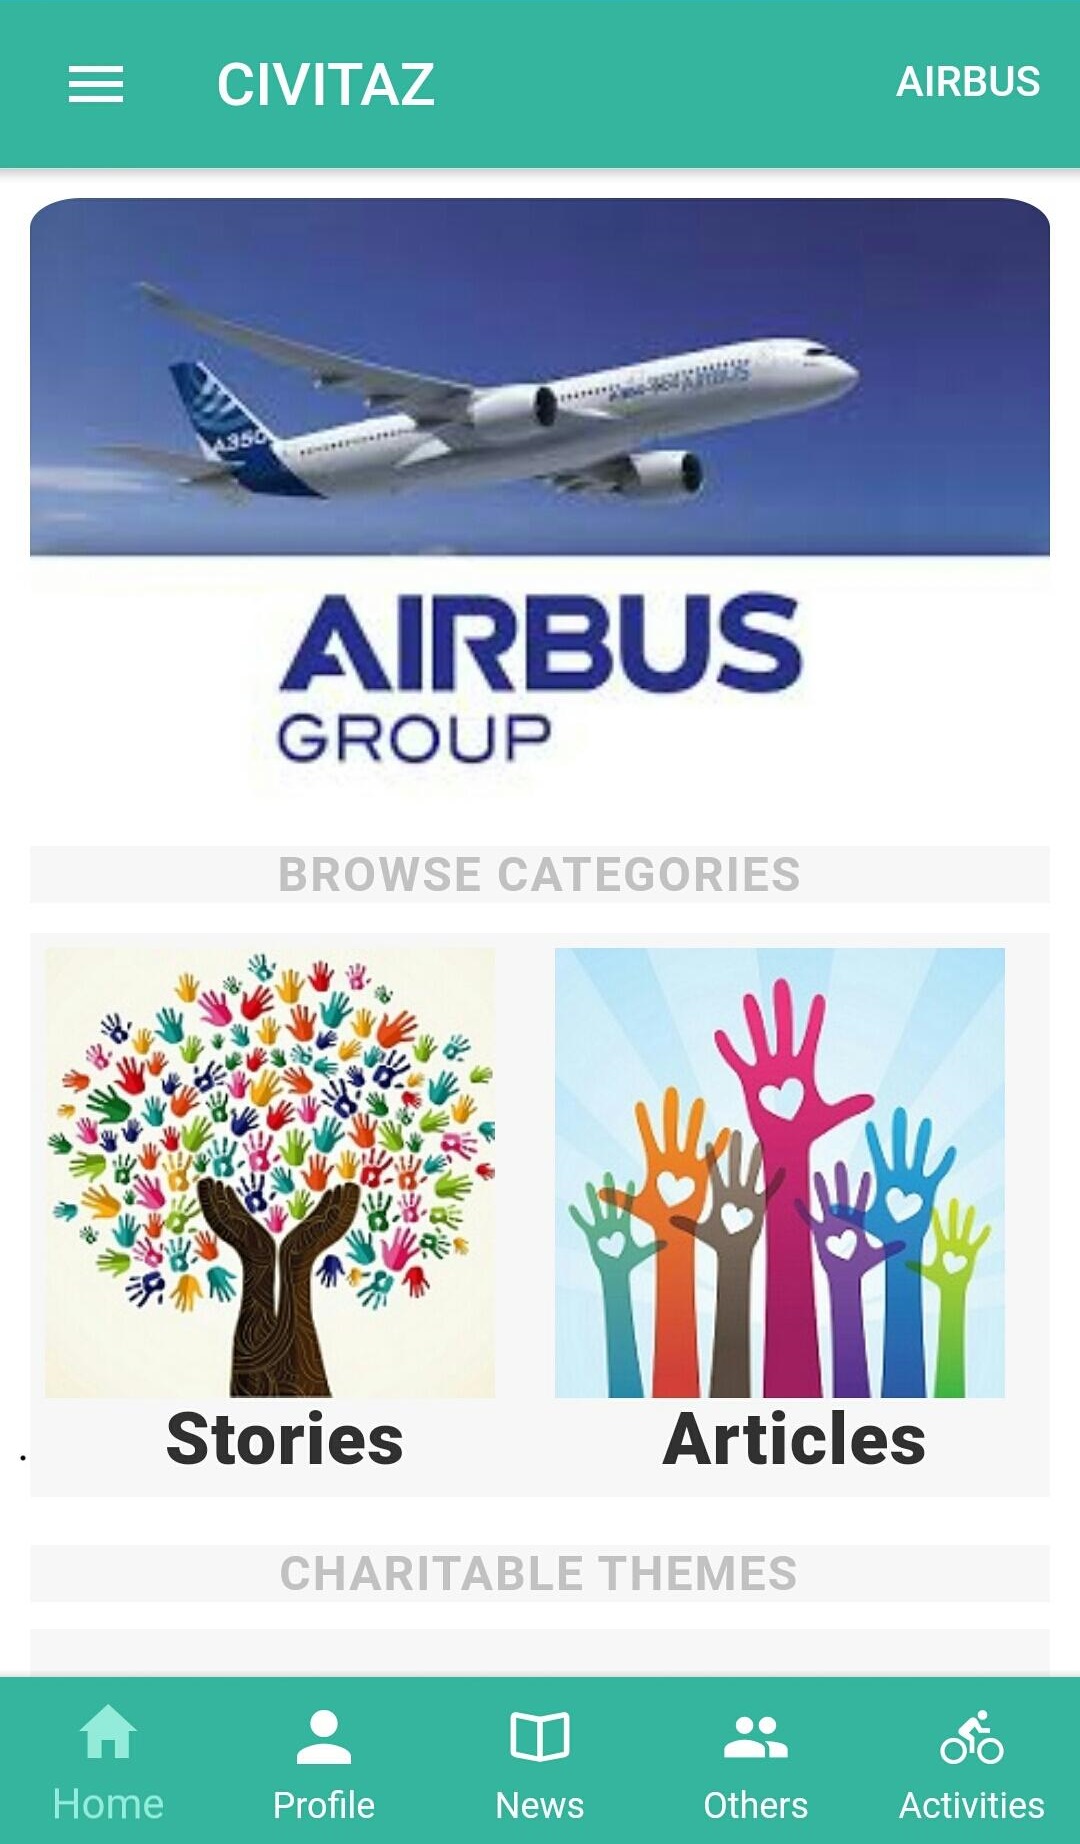 CIVITAZ
AIRBUS
A350
AIRBUS
GROUP
BROWSE CATEGORIES
Stories
Articles
.
CHARITABLE THEMES
Home
Profile
News
Others
Activities